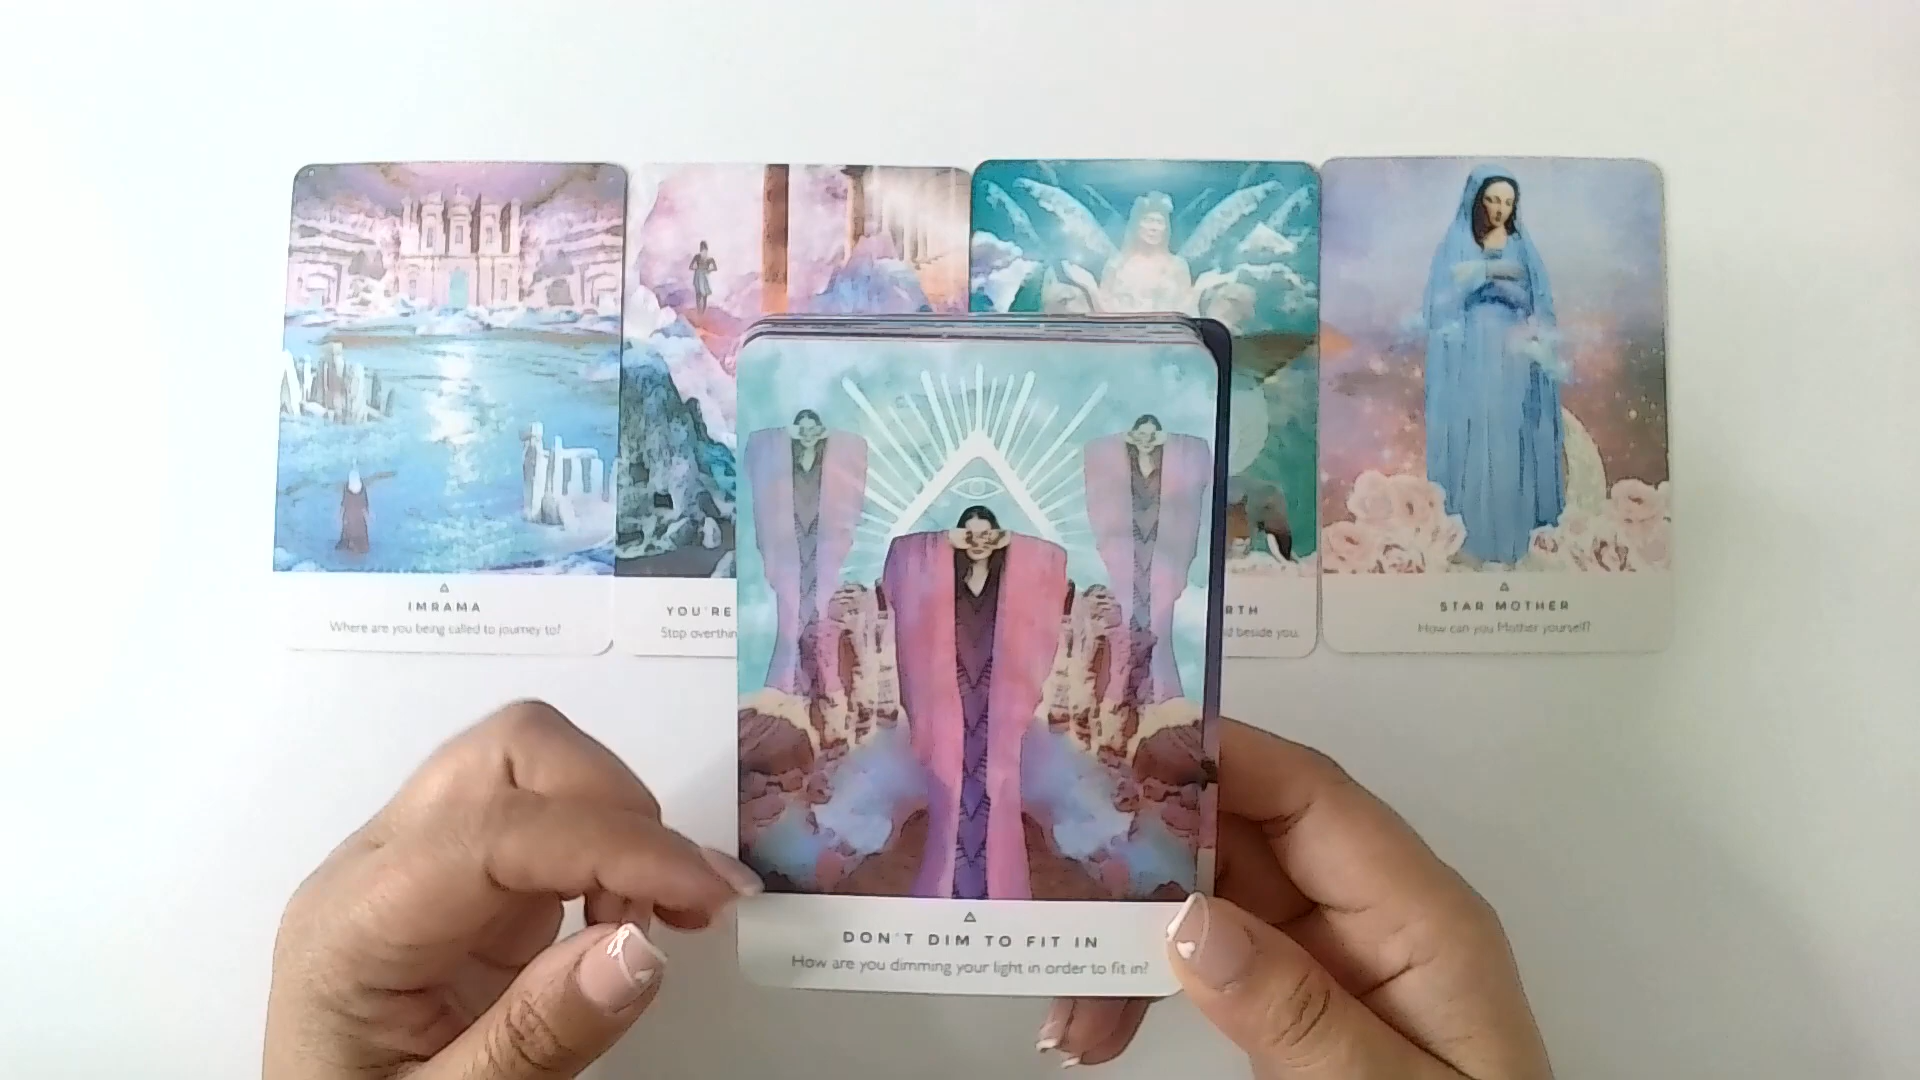 IMRAMA
Where are you being called to journey to?
YOU'RE
Stop overthin
RTH
d beside you.
STAR MOTHER
How can you Mother yourself?
DON'T DIM TO FIT IN
How are you dimming your light in order to fit in?